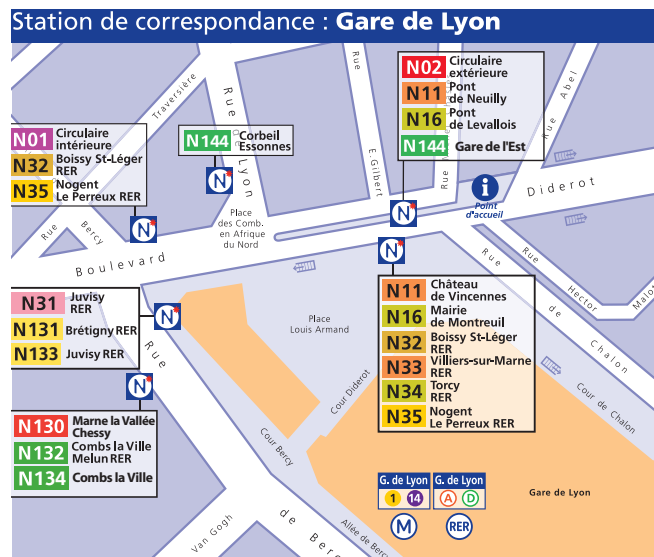 Station de correspondance : Gare de Lyon
N01 Circulaire
intérieure
N32 Boissy St-Léger
RER
N35 Nogent
Le Perreux RER
N
N144 Corbeil
Essonnes
N
N02 Circulaire
extérieure
N11 Pont
de Neuilly
N16 Pont
de Levallois
N144 Gare de l'Est
N
i
Point
d'accueil
Rue Traversière
Rue de Lyon
Rue
E.Gilbert
Rue
Rue Abel
Diderot
Boulevard
Rue
Bercy
Place
des Comb.
en Afrique
du Nord
Rue
Hector
Malot
Rue
de
Chalon
N31 Juvisy
RER
N131 Brétigny RER
N133 Juvisy RER
N
N
N130 Marne la Vallée
Chessy
N132 Combs la Ville
Melun RER
N134 Combs la Ville
N
N11 Château
de Vincennes
N16 Mairie
de Montreuil
N32 Boissy St-Léger
RER
N33 Villiers-sur-Marne
RER
N34 Torcy
RER
N35 Nogent
Le Perreux RER
Place
Louis Armand
Cour Diderot
Cour Bercy
Cour de Chalon
Rue
de Bercy
Van Gogh
Allée de Bercy
G. de Lyon
1 14
M
G. de Lyon
A D
RER
Gare de Lyon